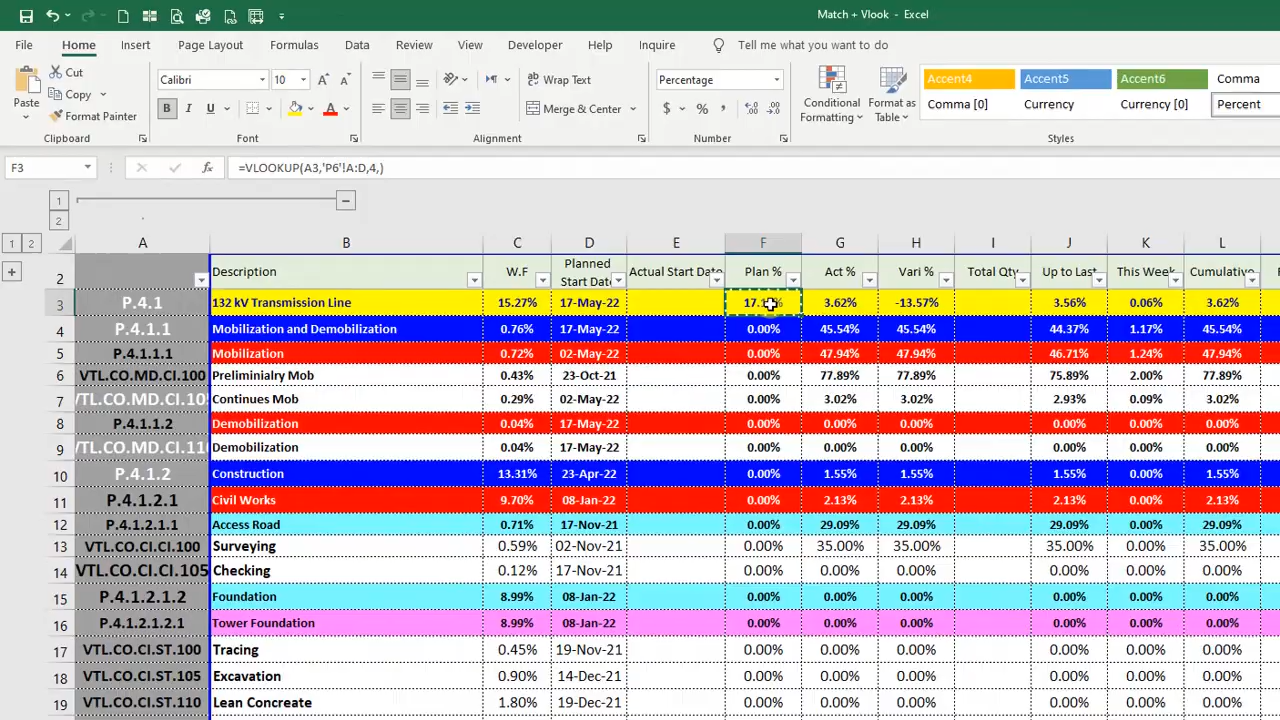 Match + Vlook - Excel
File Home Insert Page Layout Formulas Data Review View Developer Help Inquire Tell me what you want to do
Paste Cut Copy Format Painter
Calibri 10
B I U A
Wrap Text
Merge & Center
Percentage
$ % ,
Conditional Formatting
Format as Table
Accent4 Accent5 Accent6 Comma
Comma [0] Currency Currency [0] Percent
Clipboard Font Alignment Number Styles
F3 fx =VLOOKUP(A3,'P6'!A:D,4,)
1
2
1 2 A B C D E F G H I J K L
2 Description W.F Planned Start Date Actual Start Date Plan % Act % Vari % Total Qty Up to Last This Week Cumulative
3 P.4.1 132 kV Transmission Line 15.27% 17-May-22 3.62% -13.57% 3.56% 0.06% 3.62%
4 P.4.1.1 Mobilization and Demobilization 0.76% 17-May-22 0.00% 45.54% 45.54% 44.37% 1.17% 45.54%
5 P.4.1.1.1 Mobilization 0.72% 02-May-22 0.00% 47.94% 47.94% 46.71% 1.24% 47.94%
6 VTL.CO.MD.CI.100 Preliminialry Mob 0.43% 23-Oct-21 0.00% 77.89% 77.89% 75.89% 2.00% 77.89%
7 Continues Mob 0.29% 02-May-22 0.00% 3.02% 3.02% 2.93% 0.09% 3.02%
8 P.4.1.1.2 Demobilization 0.04% 17-May-22 0.00% 0.00% 0.00% 0.00% 0.00% 0.00%
9 Demobilization 0.04% 17-May-22 0.00% 0.00% 0.00% 0.00% 0.00% 0.00%
10 P.4.1.2 Construction 13.31% 23-Apr-22 0.00% 1.55% 1.55% 1.55% 0.00% 1.55%
11 P.4.1.2.1 Civil Works 9.70% 08-Jan-22 0.00% 2.13% 2.13% 2.13% 0.00% 2.13%
12 P.4.1.2.1.1 Access Road 0.71% 17-Nov-21 0.00% 29.09% 29.09% 29.09% 0.00% 29.09%
13 VTL.CO.CI.CI.100 Surveying 0.59% 02-Nov-21 0.00% 35.00% 35.00% 35.00% 0.00% 35.00%
14 VTL.CO.CI.CI.105 Checking 0.12% 17-Nov-21 0.00% 0.00% 0.00% 0.00% 0.00% 0.00%
15 P.4.1.2.1.2 Foundation 8.99% 08-Jan-22 0.00% 0.00% 0.00% 0.00% 0.00% 0.00%
16 P.4.1.2.1.2.1 Tower Foundation 8.99% 08-Jan-22 0.00% 0.00% 0.00% 0.00% 0.00% 0.00%
17 VTL.CO.CI.ST.100 Tracing 0.45% 19-Nov-21 0.00% 0.00% 0.00% 0.00% 0.00% 0.00%
18 VTL.CO.CI.ST.105 Excavation 0.90% 14-Dec-21 0.00% 0.00% 0.00% 0.00% 0.00% 0.00%
19 VTL.CO.CI.ST.110 Lean Concreate 1.80% 19-Dec-21 0.00% 0.00% 0.00% 0.00% 0.00% 0.00%